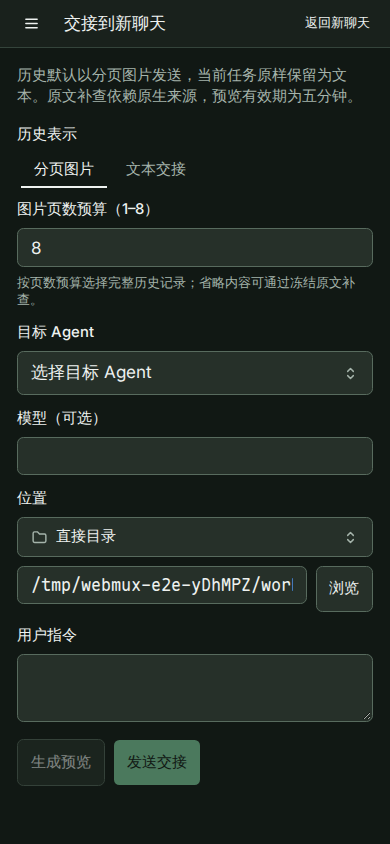 交接到新聊天
返回新聊天
历史默认以分页图片发送，当前任务原样保留为文
本。原文补查依赖原生来源，预览有效期为五分钟。
历史表示
分页图片
文本交接
图片页数预算（1–8）
8
按页数预算选择完整历史记录；省略内容可通过冻结原文补
查。
目标 Agent
选择目标 Agent
模型（可选）
位置
直接目录
/tmp/webmux-e2e-yDhMPZ/wor
浏览
用户指令
生成预览
发送交接